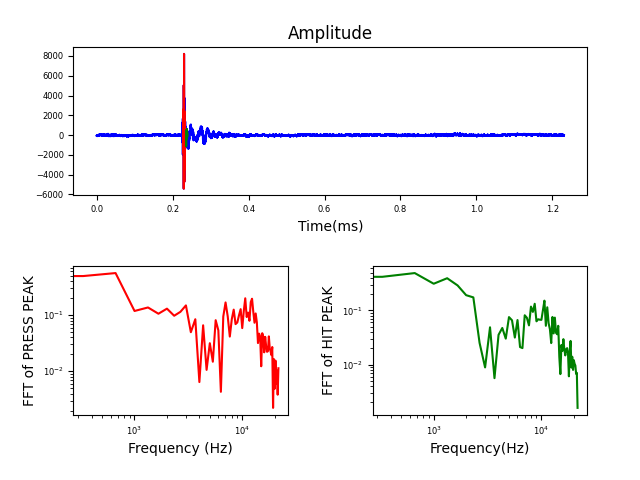 Amplitude
8000
6000
4000
2000
0
−2000
−4000
−6000
0.0 0.2 0.4 0.6 0.8 1.0 1.2
Time(ms)
FFT of PRESS PEAK
10⁻¹
10⁻²
10³ 10⁴
Frequency (Hz)
FFT of HIT PEAK
10⁻¹
10⁻²
10³ 10⁴
Frequency(Hz)